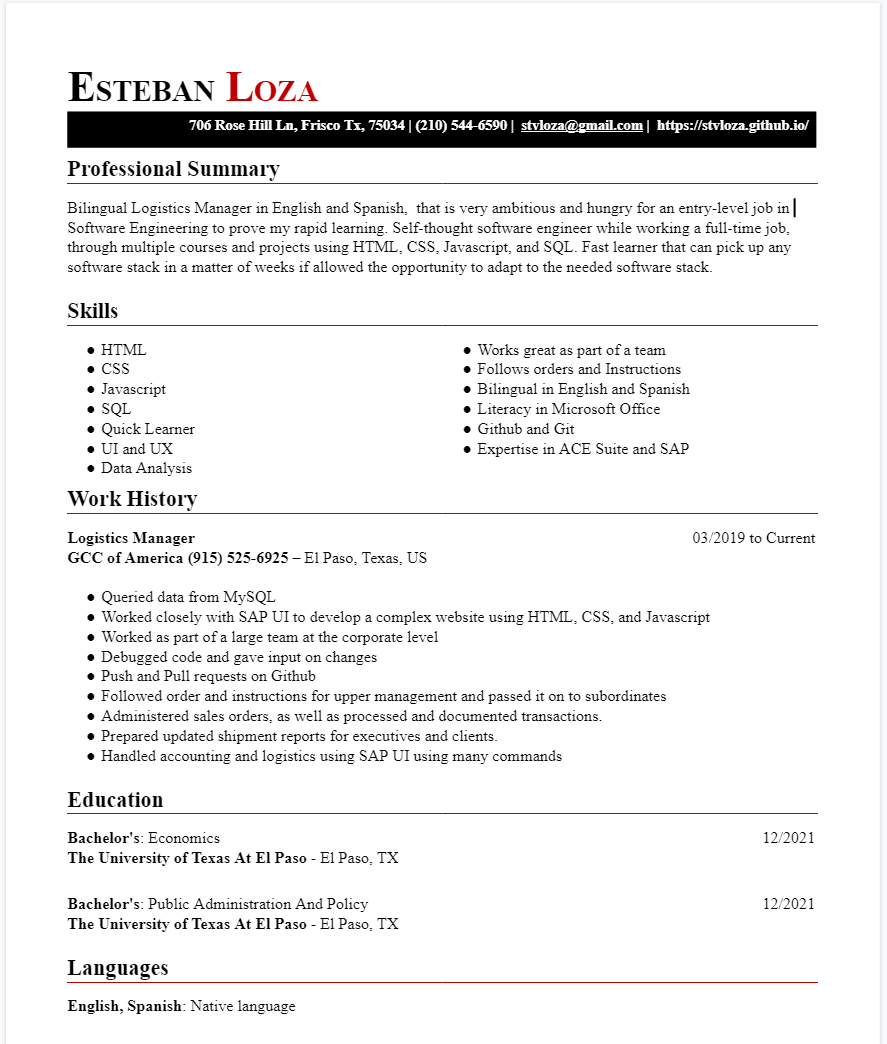 ESTEBAN LOZA
706 Rose Hill Ln, Frisco Tx, 75034 | (210) 544-6590 | stvloza@gmail.com | https://stvloza.github.io/
Professional Summary
Bilingual Logistics Manager in English and Spanish,  that is very ambitious and hungry for an entry-level job in
Software Engineering to prove my rapid learning. Self-thought software engineer while working a full-time job,
through multiple courses and projects using HTML, CSS, Javascript, and SQL. Fast learner that can pick up any
software stack in a matter of weeks if allowed the opportunity to adapt to the needed software stack.
Skills
● HTML
● CSS
● Javascript
● SQL
● Quick Learner
● UI and UX
● Data Analysis
● Works great as part of a team
● Follows orders and Instructions
● Bilingual in English and Spanish
● Literacy in Microsoft Office
● Github and Git
● Expertise in ACE Suite and SAP
Work History
Logistics Manager 03/2019 to Current
GCC of America (915) 525-6925 – El Paso, Texas, US
● Queried data from MySQL
● Worked closely with SAP UI to develop a complex website using HTML, CSS, and Javascript
● Worked as part of a large team at the corporate level
● Debugged code and gave input on changes
● Push and Pull requests on Github
● Followed order and instructions for upper management and passed it on to subordinates
● Administered sales orders, as well as processed and documented transactions.
● Prepared updated shipment reports for executives and clients.
● Handled accounting and logistics using SAP UI using many commands
Education
Bachelor's: Economics 12/2021
The University of Texas At El Paso - El Paso, TX
Bachelor's: Public Administration And Policy 12/2021
The University of Texas At El Paso - El Paso, TX
Languages
English, Spanish: Native language